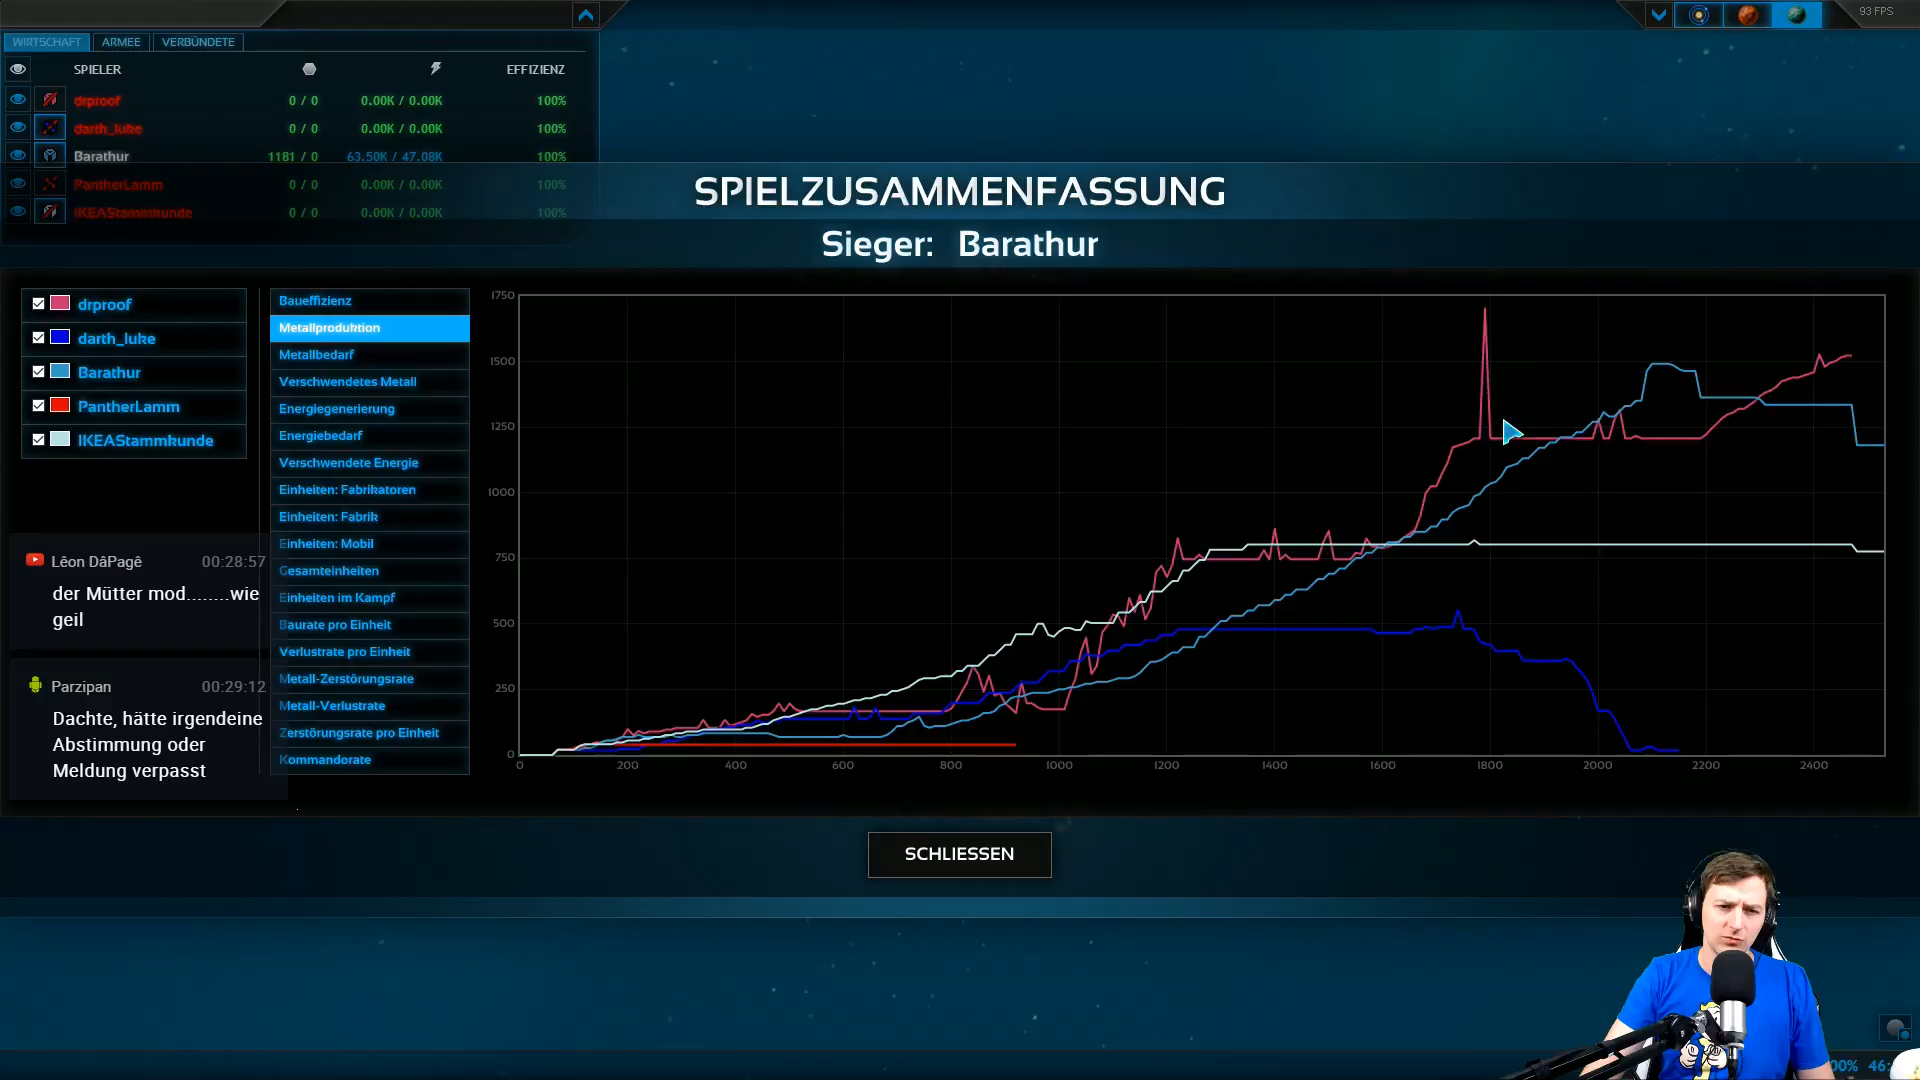 93 FPS
WIRTSCHAFT ARMEE VERBÜNDETE
SPIELER EFFIZIENZ
drproof 0 / 0 0.00K / 0.00K 100%
darth_luke 0 / 0 0.00K / 0.00K 100%
Barathur 1181 / 0 63.50K / 47.08K 100%
PantherLamm 0 / 0 0.00K / 0.00K 100%
IKEAStammkunde 0 / 0 0.00K / 0.00K 100%
SPIELZUSAMMENFASSUNG
Sieger: Barathur
drproof
darth_luke
Barathur
PantherLamm
IKEAStammkunde
Baueffizienz
Metallproduktion
Metallbedarf
Verschwendetes Metall
Energiegenerierung
Energiebedarf
Verschwendete Energie
Einheiten: Fabrikatoren
Einheiten: Fabrik
Einheiten: Mobil
Gesamteinheiten
Einheiten im Kampf
Baurate pro Einheit
Verlustrate pro Einheit
Metall-Zerstörungsrate
Metall-Verlustrate
Zerstörungsrate pro Einheit
Kommandorate
1750
1500
1250
1000
750
500
250
0
0 200 400 600 800 1000 1200 1400 1600 1800 2000 2200 2400
Lêon DâPagê 00:28:57
der Mütter mod........wie
geil
Parzipan 00:29:12
Dachte, hätte irgendeine
Abstimmung oder
Meldung verpasst
SCHLIESSEN